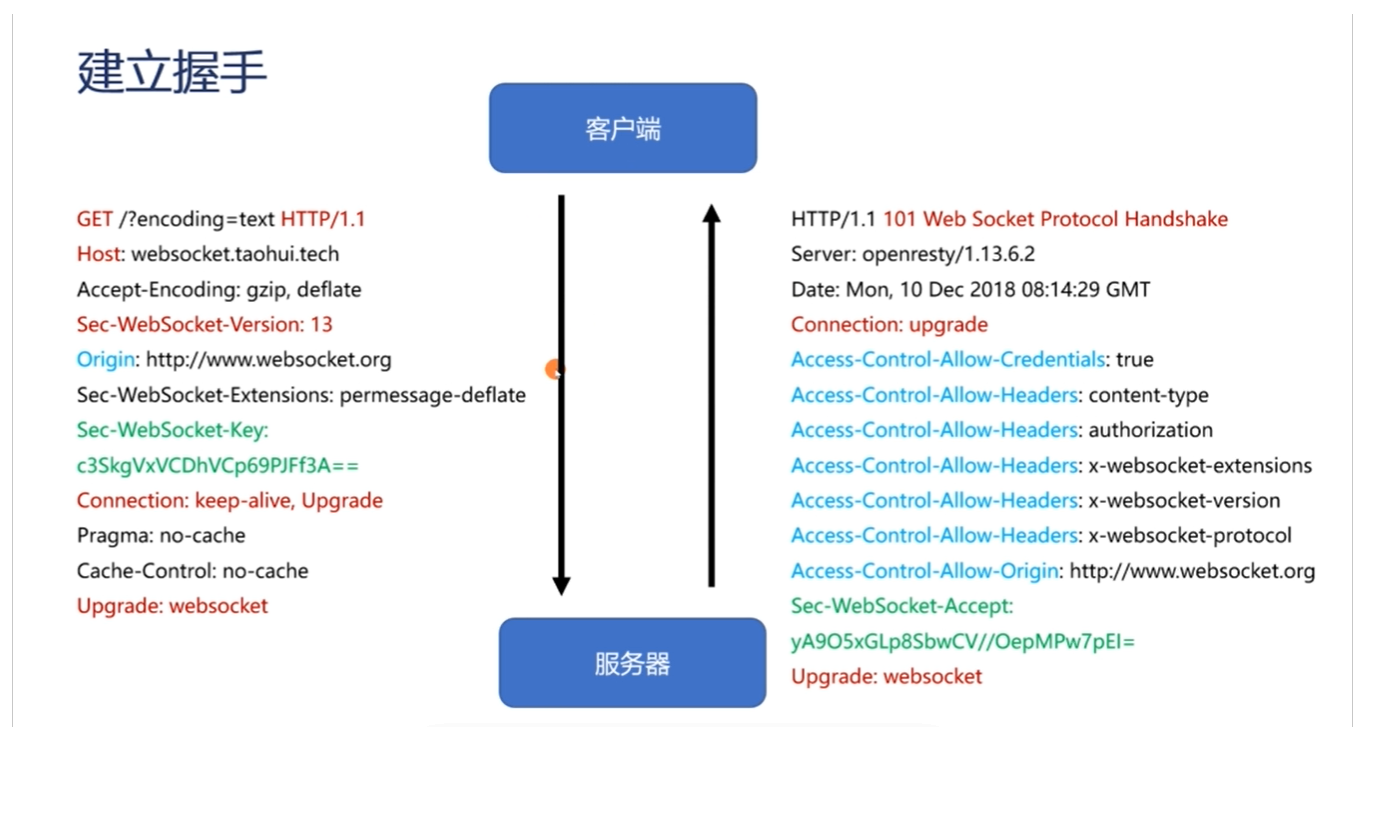 建立握手
客户端
GET /?encoding=text HTTP/1.1
Host: websocket.taohui.tech
Accept-Encoding: gzip, deflate
Sec-WebSocket-Version: 13
Origin: http://www.websocket.org
Sec-WebSocket-Extensions: permessage-deflate
Sec-WebSocket-Key:
c3SkgVxVCDhVCp69PJFf3A==
Connection: keep-alive, Upgrade
Pragma: no-cache
Cache-Control: no-cache
Upgrade: websocket
HTTP/1.1 101 Web Socket Protocol Handshake
Server: openresty/1.13.6.2
Date: Mon, 10 Dec 2018 08:14:29 GMT
Connection: upgrade
Access-Control-Allow-Credentials: true
Access-Control-Allow-Headers: content-type
Access-Control-Allow-Headers: authorization
Access-Control-Allow-Headers: x-websocket-extensions
Access-Control-Allow-Headers: x-websocket-version
Access-Control-Allow-Headers: x-websocket-protocol
Access-Control-Allow-Origin: http://www.websocket.org
Sec-WebSocket-Accept:
yA9O5xGLp8SbwCV//OepMPw7pEI=
Upgrade: websocket
服务器